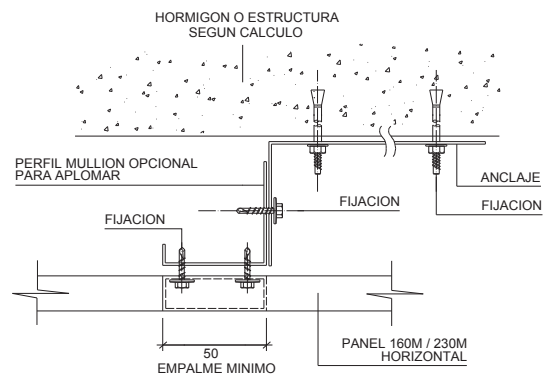 HORMIGON O ESTRUCTURA
SEGUN CALCULO
PERFIL MULLION OPCIONAL
PARA APLOMAR
ANCLAJE
FIJACION
FIJACION
FIJACION
50
EMPALME MINIMO
PANEL 160M / 230M
HORIZONTAL